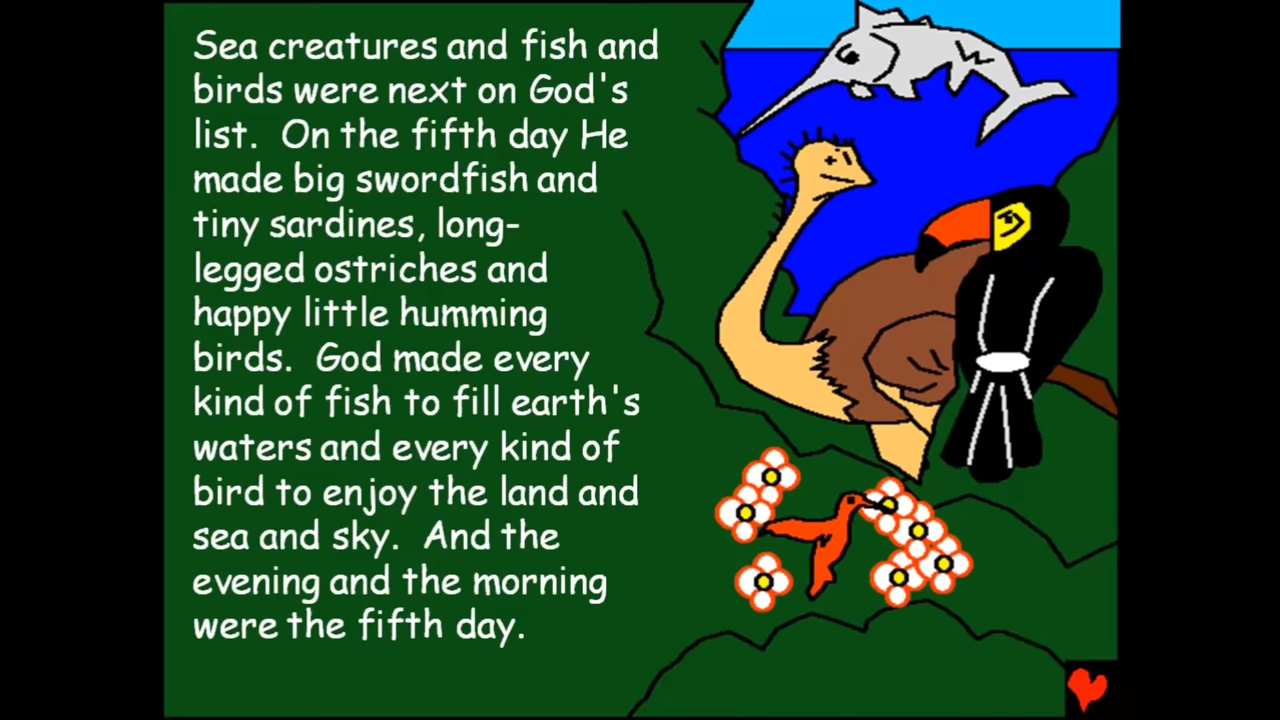 Sea creatures and fish and
birds were next on God's
list.  On the fifth day He
made big swordfish and
tiny sardines, long-
legged ostriches and
happy little humming
birds.  God made every
kind of fish to fill earth's
waters and every kind of
bird to enjoy the land and
sea and sky.  And the
evening and the morning
were the fifth day.